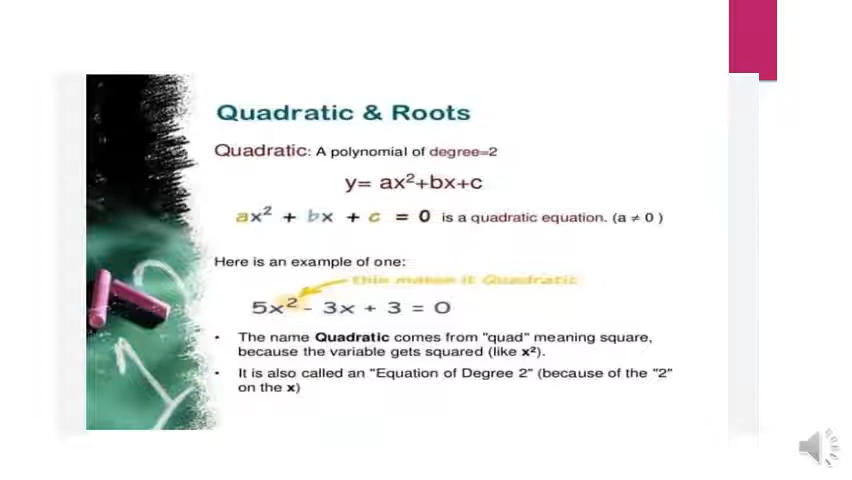 Quadratic & Roots
Quadratic: A polynomial of degree=2
y= ax²+bx+c
ax² + bx + c = 0 is a quadratic equation. (a ≠ 0 )
Here is an example of one:
this makes it Quadratic
5x² - 3x + 3 = 0
• The name Quadratic comes from "quad" meaning square,
because the variable gets squared (like x²).
• It is also called an "Equation of Degree 2" (because of the "2"
on the x)